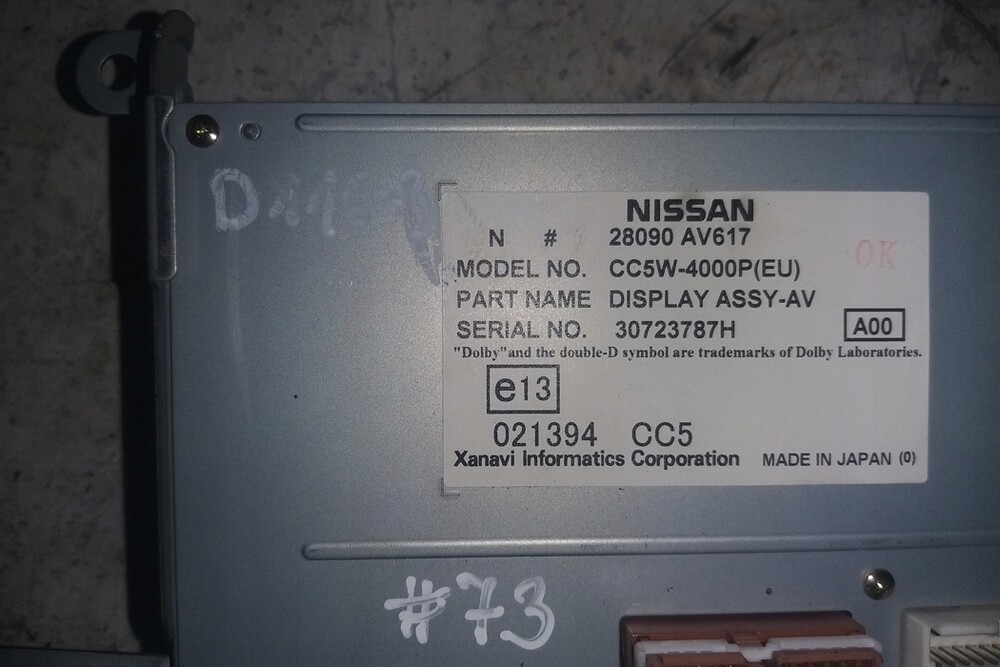 NISSAN
N # 28090 AV617
MODEL NO. CC5W-4000P(EU)
OK
PART NAME DISPLAY ASSY-AV
SERIAL NO. 30723787H
A00
"Dolby"and the double-D symbol are trademarks of Dolby Laboratories.
e13
021394 CC5
Xanavi Informatics Corporation MADE IN JAPAN (0)
#73